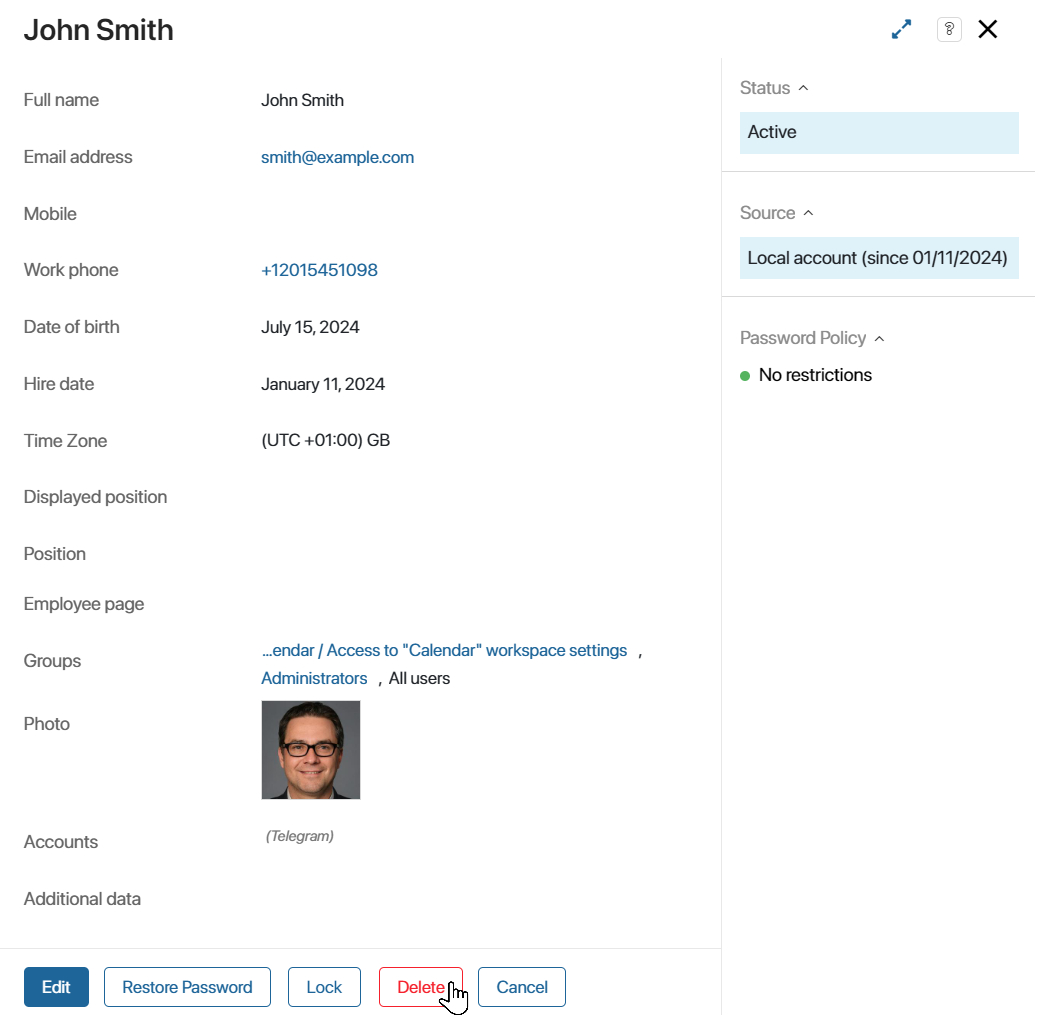 John Smith
?
Full name John Smith
Email address smith@example.com
Mobile
Work phone +12015451098
Date of birth July 15, 2024
Hire date January 11, 2024
Time Zone (UTC +01:00) GB
Displayed position
Position
Employee page
Groups ...endar / Access to "Calendar" workspace settings ,
Administrators , All users
Photo
Accounts (Telegram)
Additional data
Edit Restore Password Lock Delete Cancel
Status
Active
Source
Local account (since 01/11/2024)
Password Policy
No restrictions